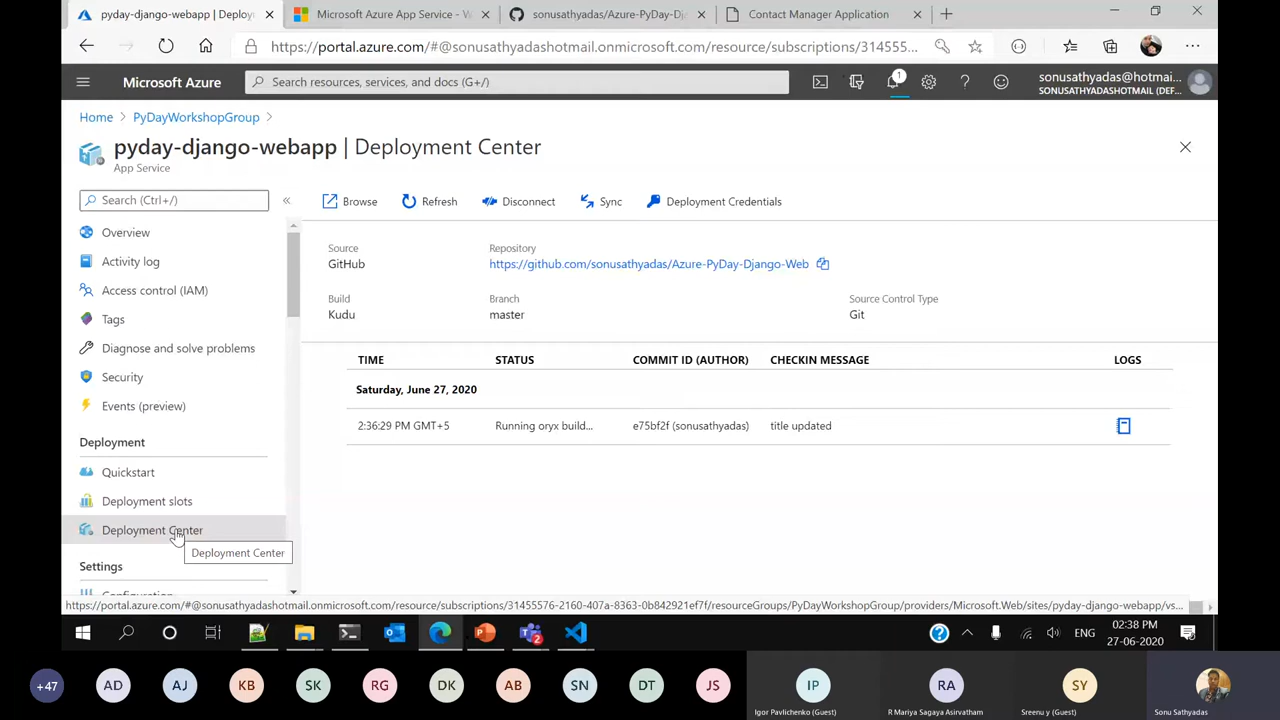 pyday-django-webapp | Deploy
Microsoft Azure App Service - W
sonusathyadas/Azure-PyDay-Dj
Contact Manager Application
https://portal.azure.com/#@sonusathyadashotmail.onmicrosoft.com/resource/subscriptions/314555...
Microsoft Azure
Search resources, services, and docs (G+/)
1
sonusathyadas@hotmai...
SONUSATHYADASHOTMAIL (DEF...
Home > PyDayWorkshopGroup >
pyday-django-webapp | Deployment Center
App Service
Search (Ctrl+/)
«
Browse
Refresh
Disconnect
Sync
Deployment Credentials
Overview
Activity log
Access control (IAM)
Tags
Diagnose and solve problems
Security
Events (preview)
Deployment
Quickstart
Deployment slots
Deployment Center
Deployment Center
Settings
Configuration
Source
GitHub
Repository
https://github.com/sonusathyadas/Azure-PyDay-Django-Web
Build
Kudu
Branch
master
Source Control Type
Git
TIME STATUS COMMIT ID (AUTHOR) CHECKIN MESSAGE LOGS
Saturday, June 27, 2020
2:36:29 PM GMT+5 Running oryx build... e75bf2f (sonusathyadas) title updated
https://portal.azure.com/#@sonusathyadashotmail.onmicrosoft.com/resource/subscriptions/31455576-2160-407a-8363-0b842921ef7f/resourceGroups/PyDayWorkshopGroup/providers/Microsoft.Web/sites/pyday-django-webapp/vs...
2
ENG
02:38 PM
27-06-2020
+47 AD AJ KB SK RG DK AB SN DT JS IP RA SY
Igor Pavlichenko (Guest)
R Mariya Sagaya Asirvatham
Sreenu y (Guest)
Sonu Sathyadas